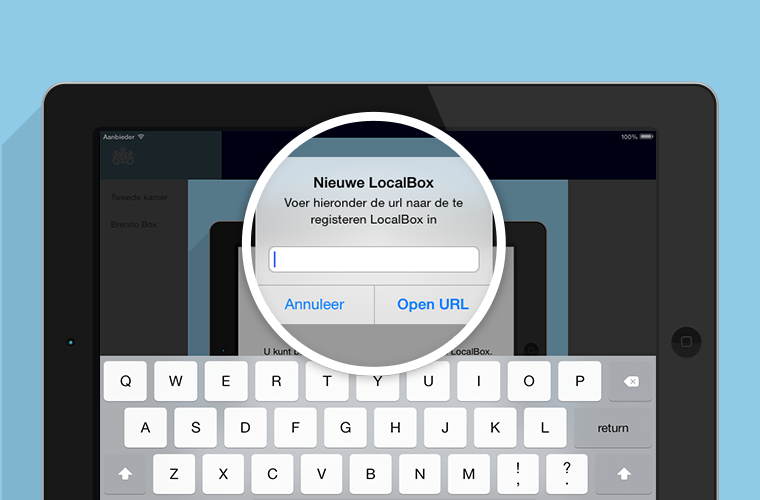 Aanbieder
100%
Tweede kamer
Brenno Box
Nieuwe LocalBox
Voer hieronder de url naar de te
registeren LocalBox in
Annuleer
Open URL
U kunt
LocalBox.
Q W E R T Y U I O P
A S D F G H J K L return
Z X C V B N M ! , ? .